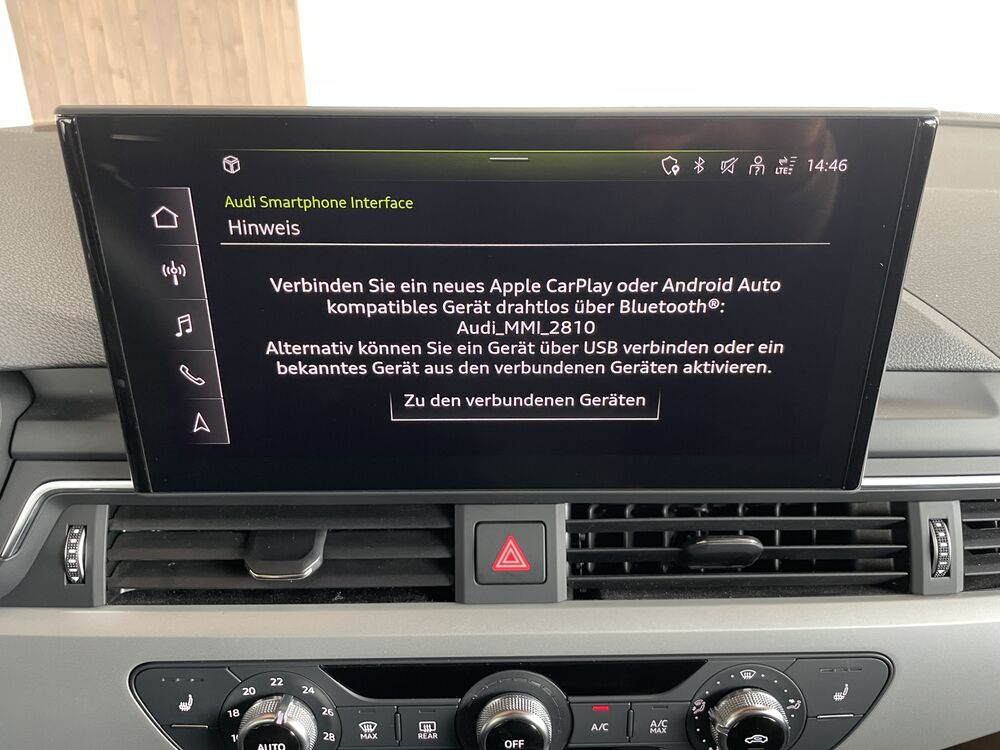 LTE 14:46
Audi Smartphone Interface
Hinweis
Verbinden Sie ein neues Apple CarPlay oder Android Auto
kompatibles Gerät drahtlos über Bluetooth®:
Audi_MMI_2810
Alternativ können Sie ein Gerät über USB verbinden oder ein
bekanntes Gerät aus den verbundenen Geräten aktivieren.
Zu den verbundenen Geräten
18 20 22 24 26 28
AUTO
MAX
REAR
OFF
A/C
A/C
MAX